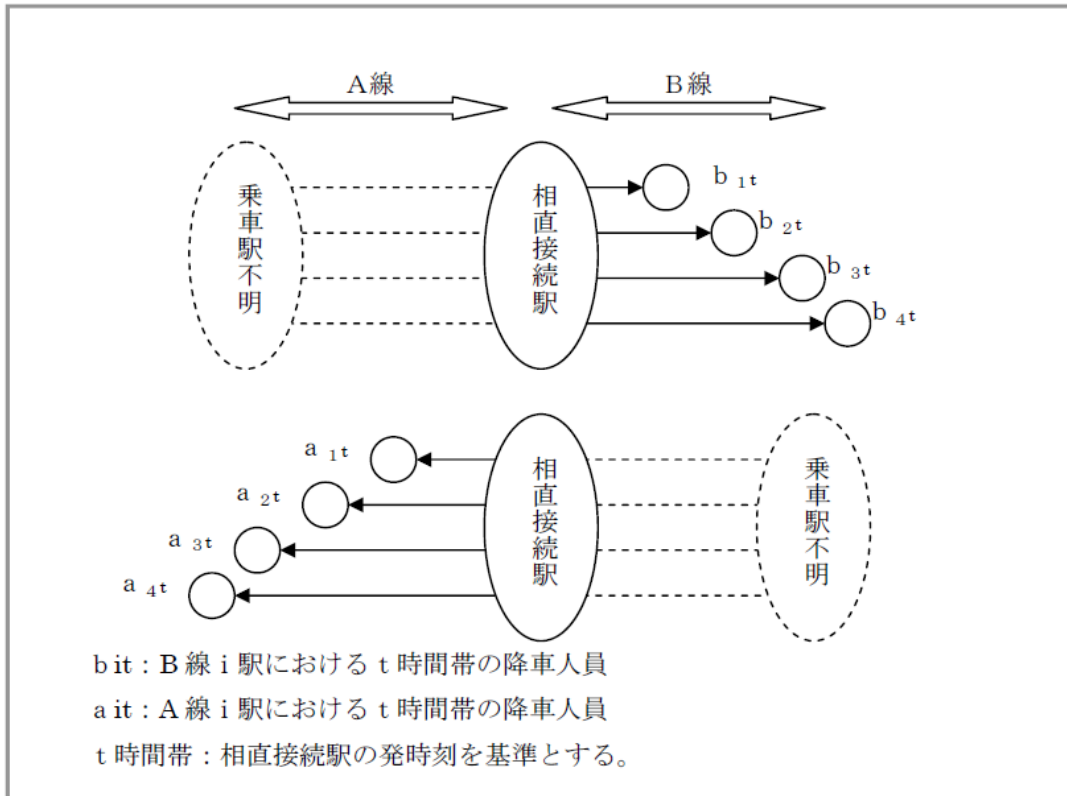 A線
B線
乗車駅不明
相直接続駅
b 1t
b 2t
b 3t
b 4t
a 1t
a 2t
a 3t
a 4t
相直接続駅
乗車駅不明
b it：B線 i 駅における t 時間帯の降車人員
a it：A線 i 駅における t 時間帯の降車人員
t 時間帯：相直接続駅の発時刻を基準とする。